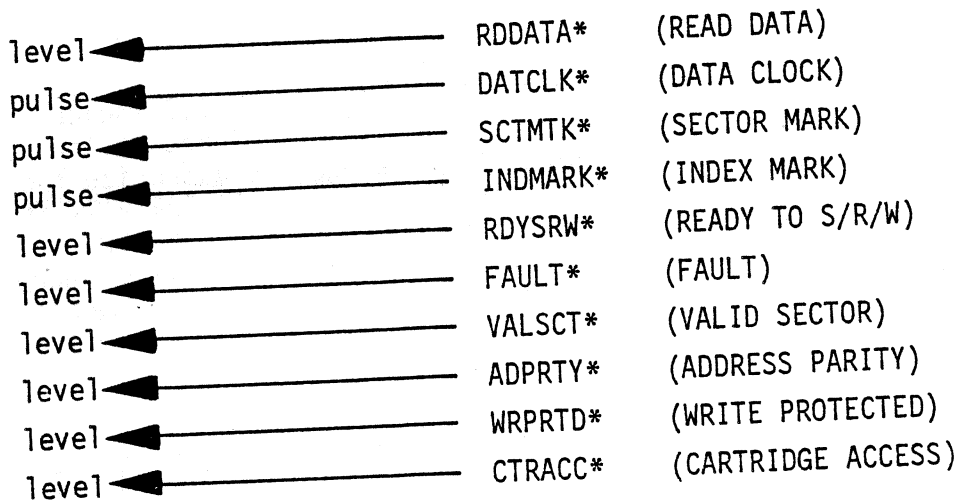 level RDDATA* (READ DATA)
pulse DATCLK* (DATA CLOCK)
pulse SCTMTK* (SECTOR MARK)
pulse INDMARK* (INDEX MARK)
level RDYSRW* (READY TO S/R/W)
level FAULT* (FAULT)
level VALSCT* (VALID SECTOR)
level ADPRTY* (ADDRESS PARITY)
level WRPRTD* (WRITE PROTECTED)
level CTRACC* (CARTRIDGE ACCESS)